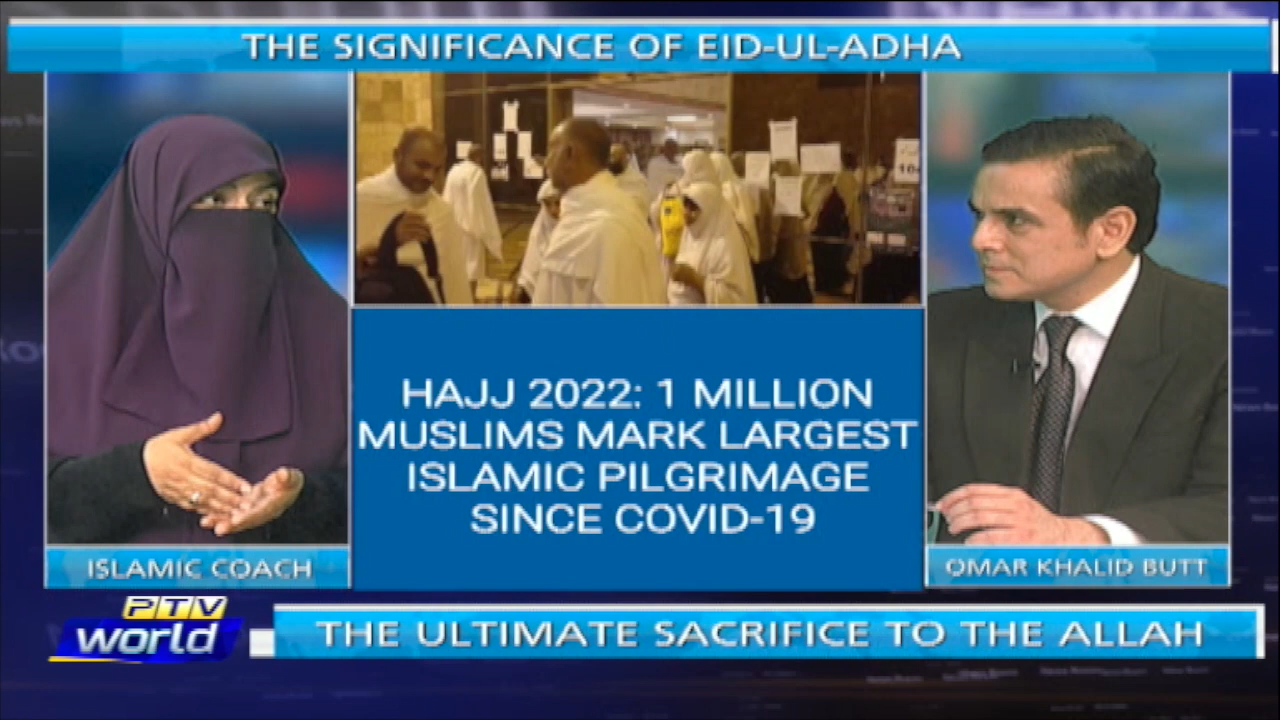 THE SIGNIFICANCE OF EID-UL-ADHA
HAJJ 2022: 1 MILLION
MUSLIMS MARK LARGEST
ISLAMIC PILGRIMAGE
SINCE COVID-19
ISLAMIC COACH
OMAR KHALID BUTT
PTV
world
THE ULTIMATE SACRIFICE TO THE ALLAH